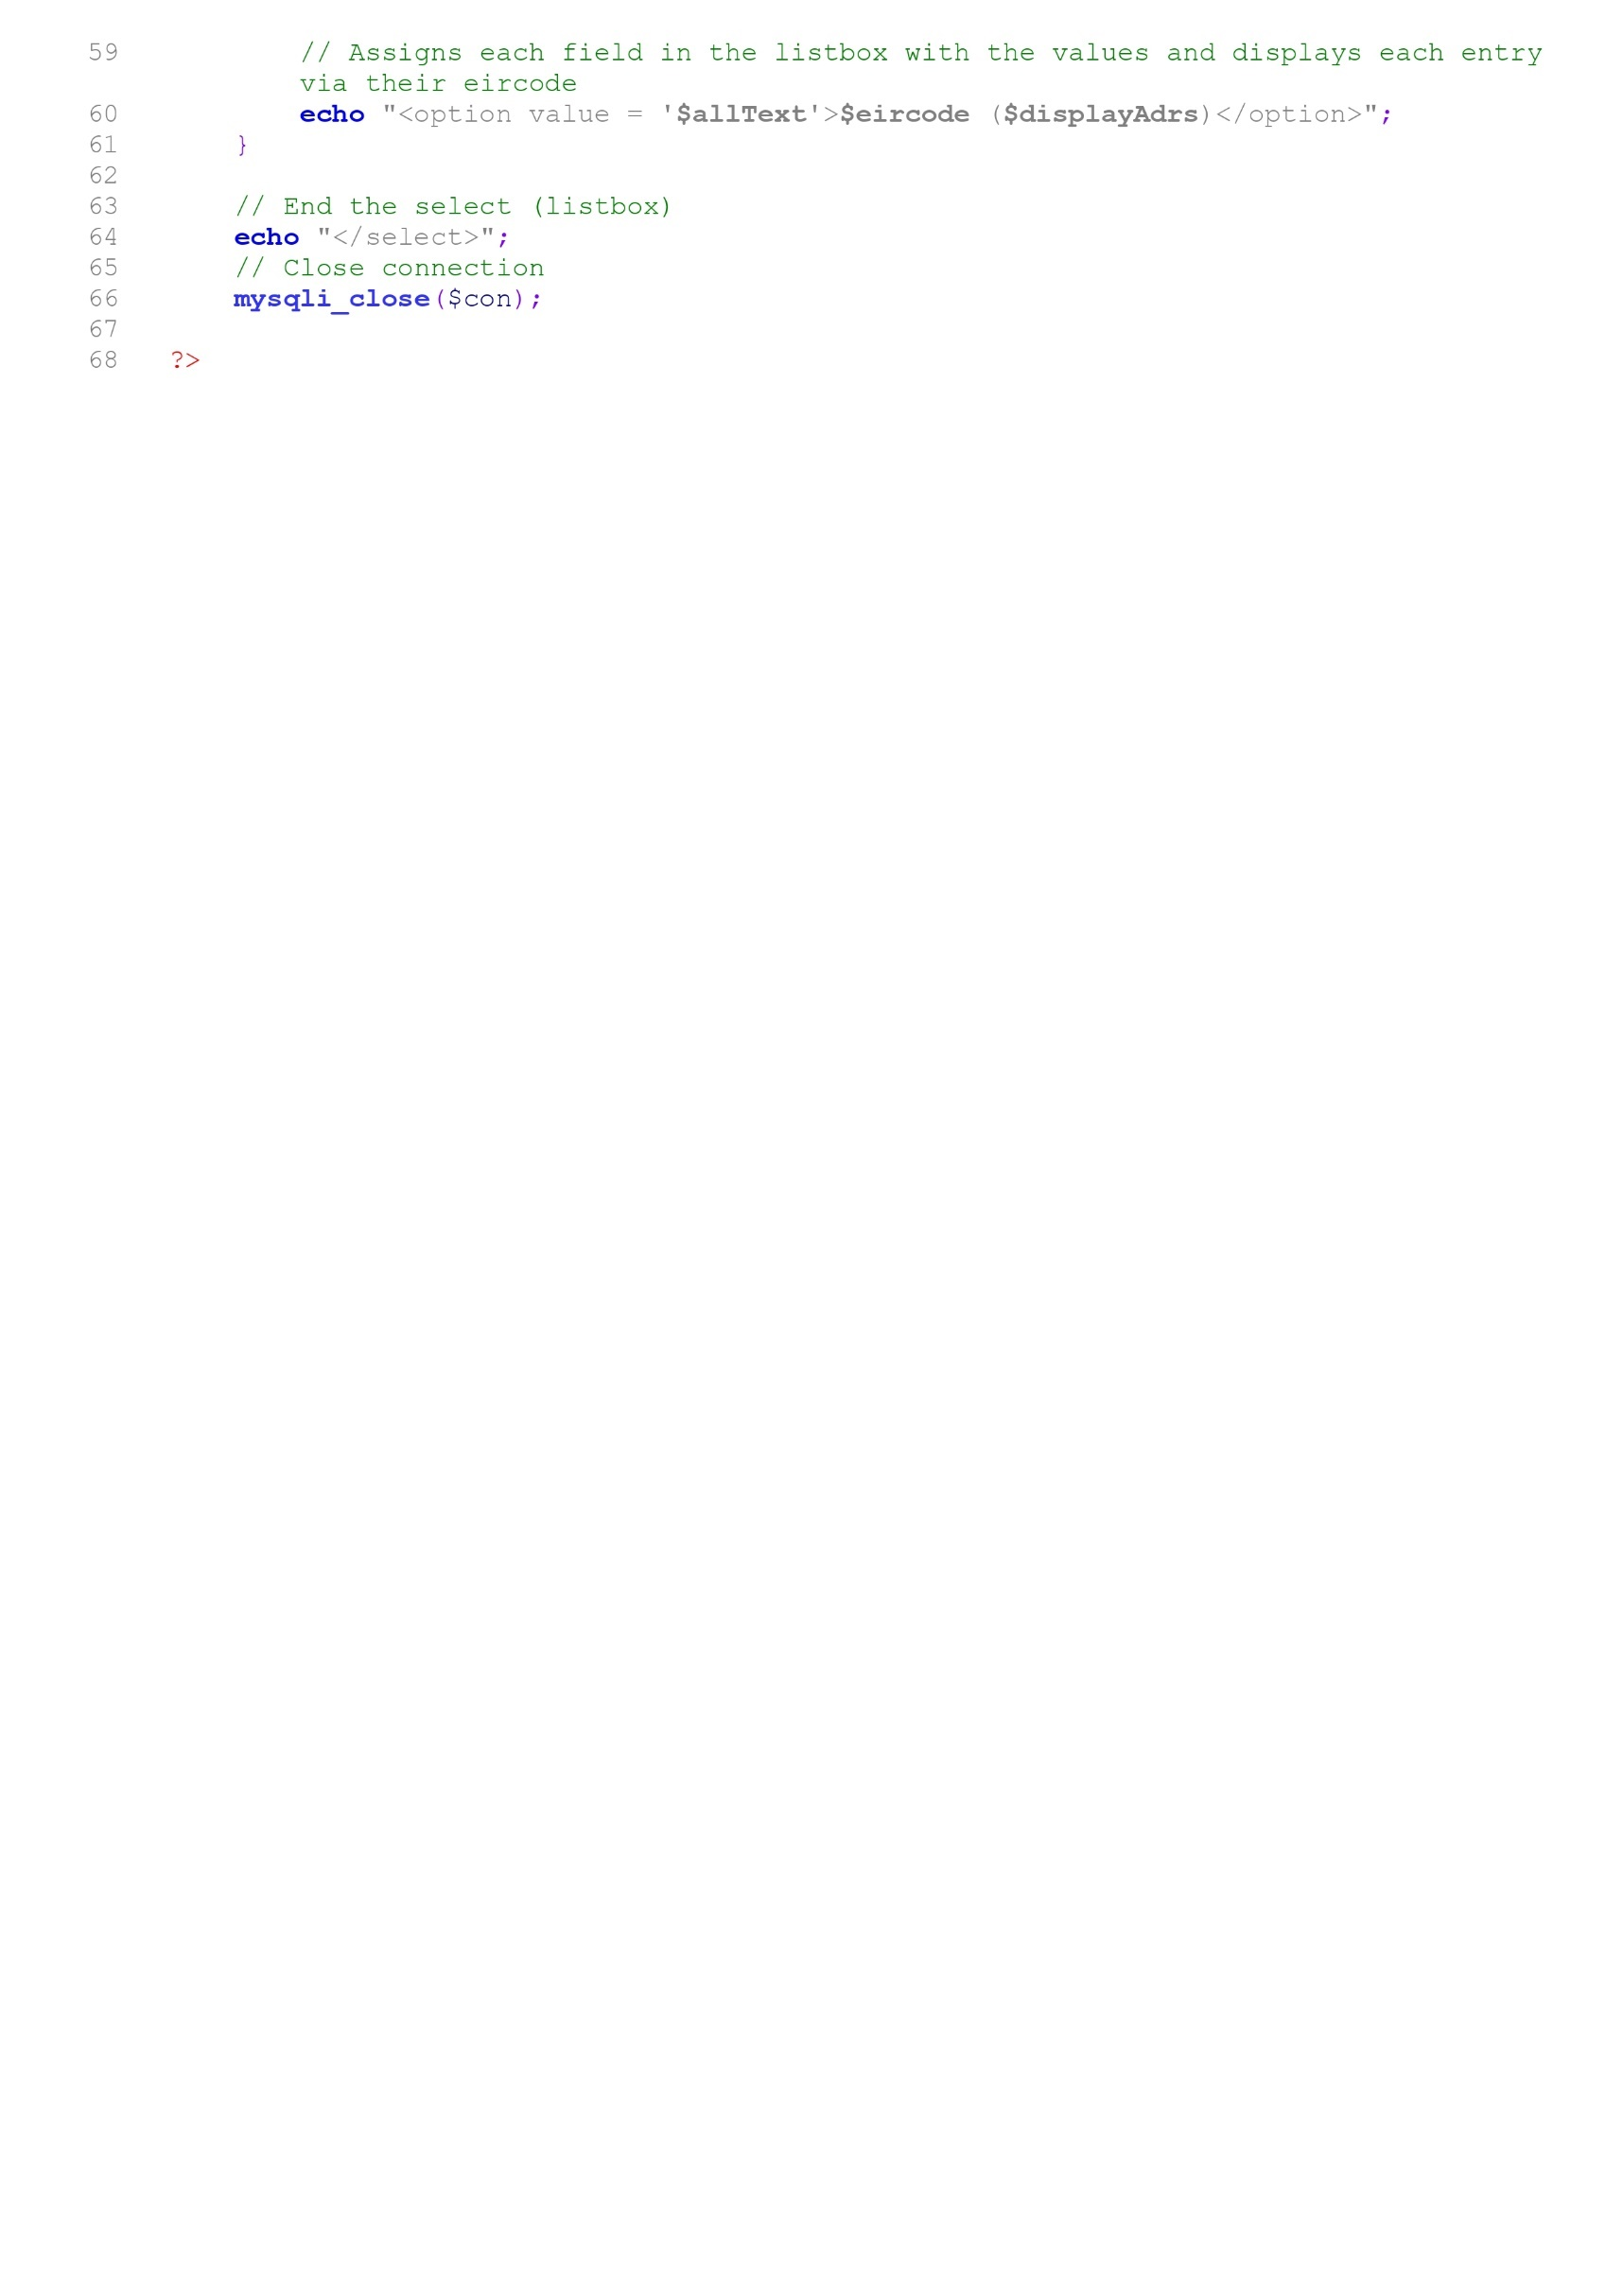 59 // Assigns each field in the listbox with the values and displays each entry
via their eircode
60 echo "<option value = '$allText'>$eircode ($displayAdrs)</option>";
61 }
62
63 // End the select (listbox)
64 echo "</select>";
65 // Close connection
66 mysqli_close($con);
67
68 ?>